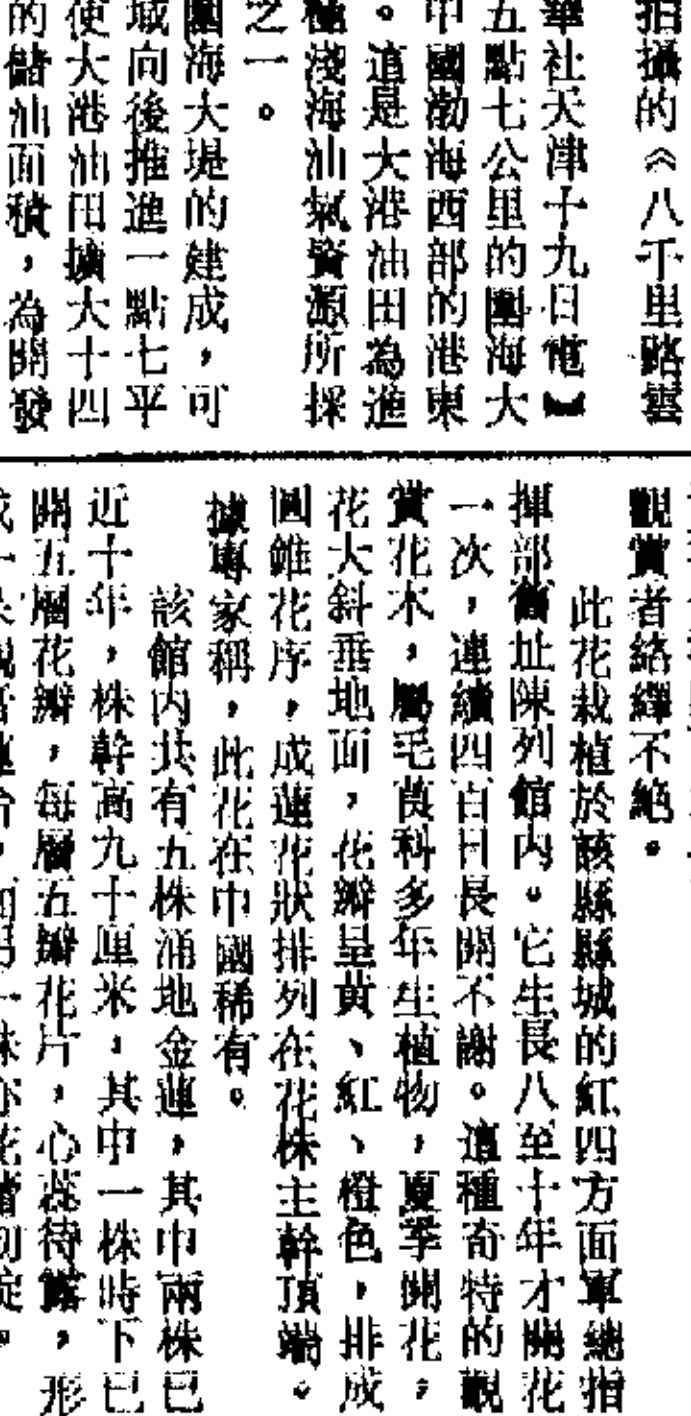 拍攝的《八千里路雲
華社天津十九日電】
五點七公里的圍海大
中國渤海西部的港東
。這是大港油田為進
極淺海油氣資源所採
之一。
圍海大堤的建成，可
域向後推進一點七平
使大港油田擴大十四
的儲油面積，為開發
觀賞者絡繹不絕。
此花栽植於該縣縣城的紅四方面軍總指
揮部舊址陳列館內。它生長八至十年才開花
一次，連續四百日長開不謝。這種奇特的觀
賞花木，屬毛茛科多年生植物，夏季開花，
花大斜垂地面，花瓣呈黃、紅、橙色，排成
圓錐花序，成蓮花狀排列在花株主幹頂端。
據專家稱，此花在中國稀有。
該館內共有五株涌地金蓮，其中兩株已
近十年，株幹高九十厘米，其中一株時下已
開五層花瓣，每層五瓣花片，心蕊待露，形